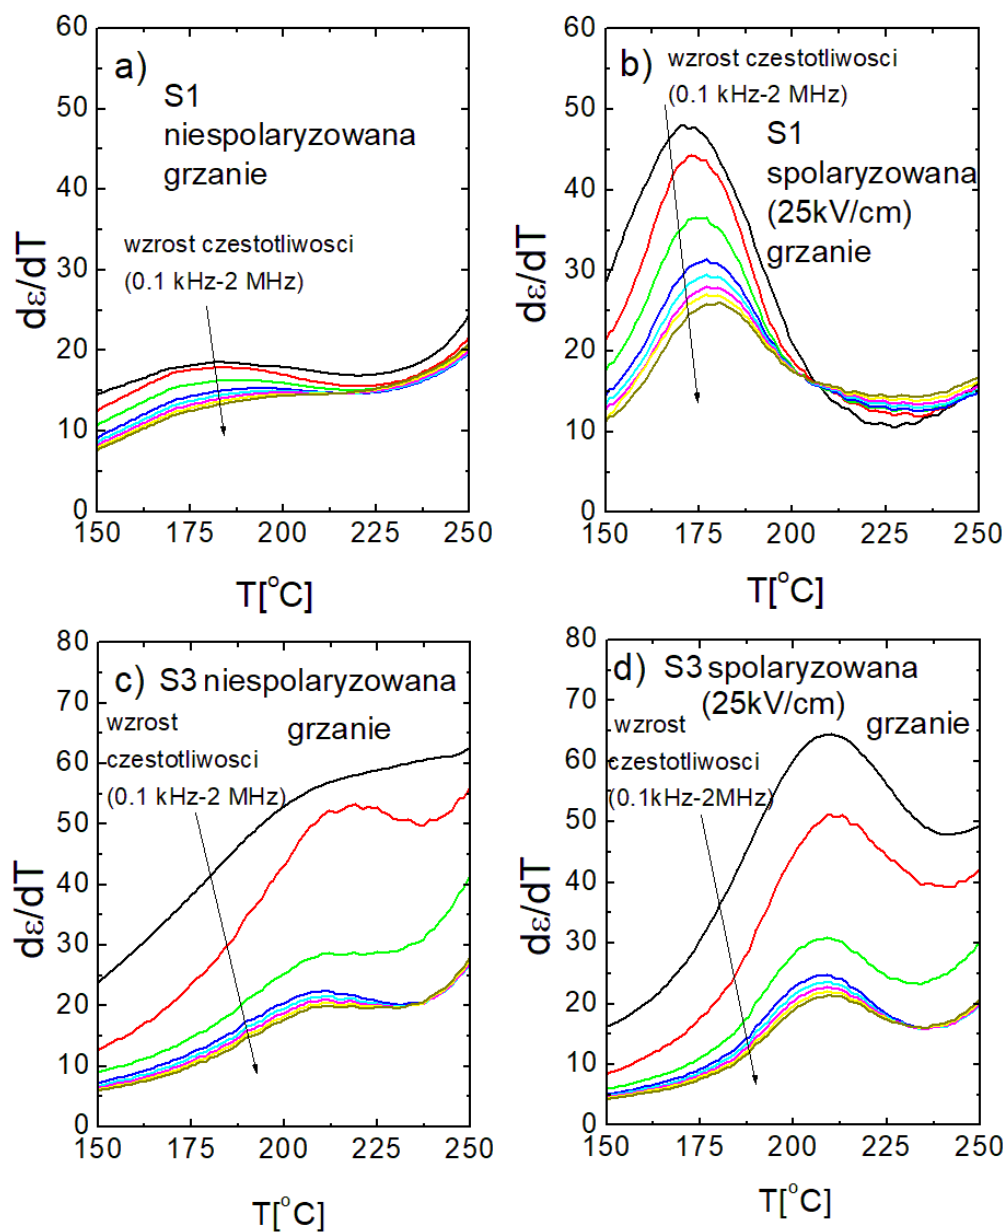 60
50
40
30
20
10
0
dε/dT
a)
S1
niespolaryzowana
grzanie
wzrost czestotliwosci
(0.1 kHz-2 MHz)
150 175 200 225 250
T[°C]
60
50
40
30
20
10
0
dε/dT
b)
wzrost czestotliwosci
(0.1 kHz-2 MHz)
S1
spolaryzowana
(25kV/cm)
grzanie
150 175 200 225 250
T[°C]
80
70
60
50
40
30
20
10
0
dε/dT
c) S3 niespolaryzowana
grzanie
wzrost
czestotliwosci
(0.1 kHz-2 MHz)
150 175 200 225 250
T[°C]
80
70
60
50
40
30
20
10
0
dε/dT
d) S3 spolaryzowana
(25kV/cm)
grzanie
wzrost
czestotliwosci
(0.1kHz-2MHz)
150 175 200 225 250
T[°C]